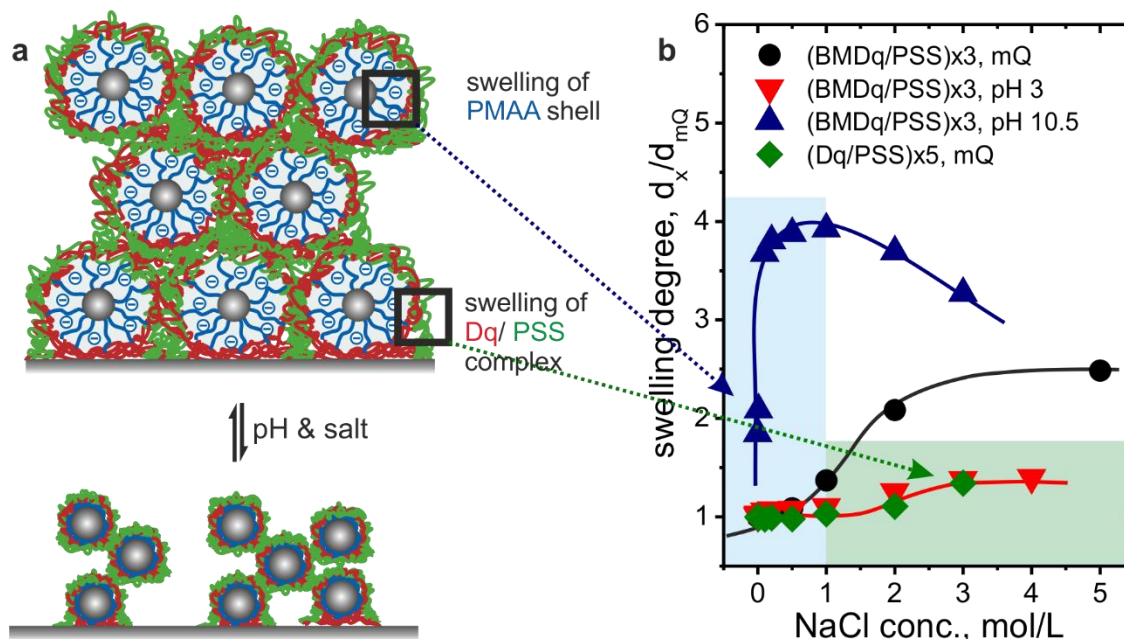 a
swelling of
PMAA shell
swelling of
Dq/ PSS
complex
pH & salt
b
swelling degree, dₓ/d_mQ
6
5
4
3
2
1
(BMDq/PSS)x3, mQ
(BMDq/PSS)x3, pH 3
(BMDq/PSS)x3, pH 10.5
(Dq/PSS)x5, mQ
0 1 2 3 4 5
NaCl conc., mol/L